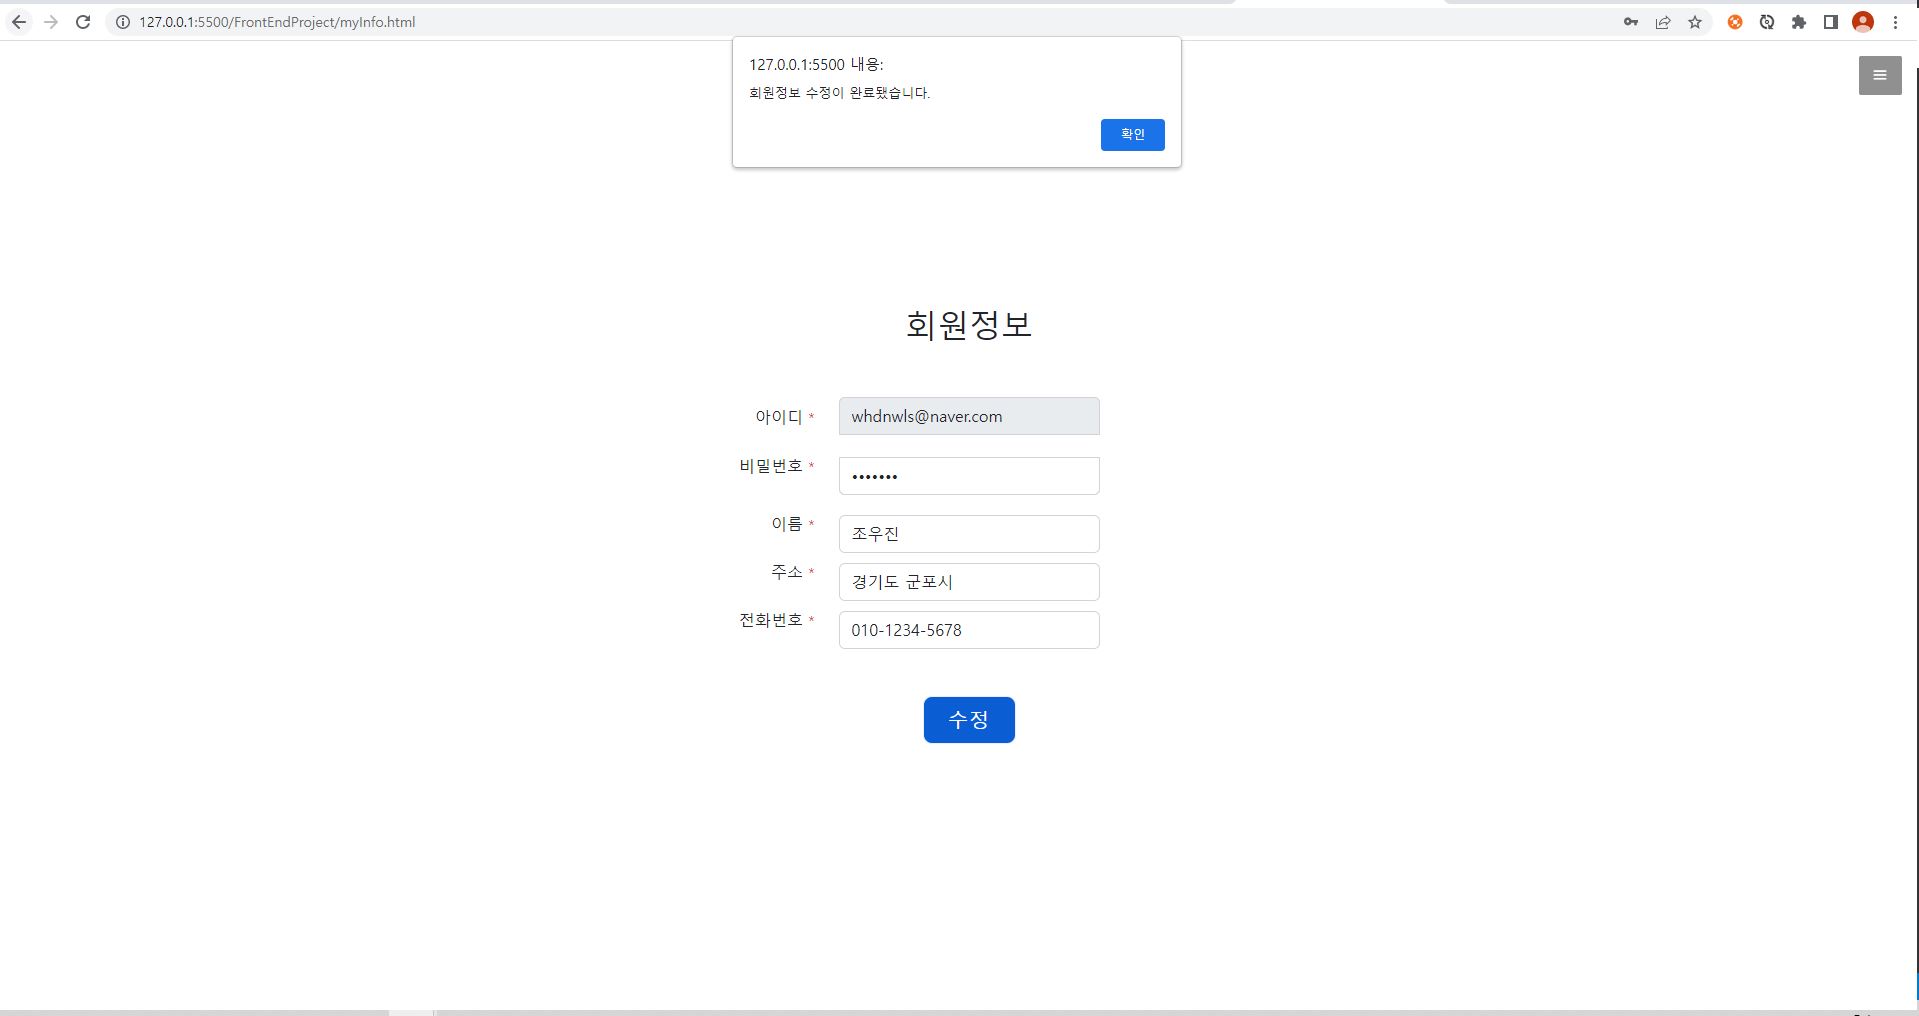 127.0.0.1:5500/FrontEndProject/myInfo.html
127.0.0.1:5500 내용:
회원정보 수정이 완료됐습니다.
확인
회원정보
아이디 * whdnwls@naver.com
비밀번호 * •••••••
이름 * 조우진
주소 * 경기도 군포시
전화번호 * 010-1234-5678
수정